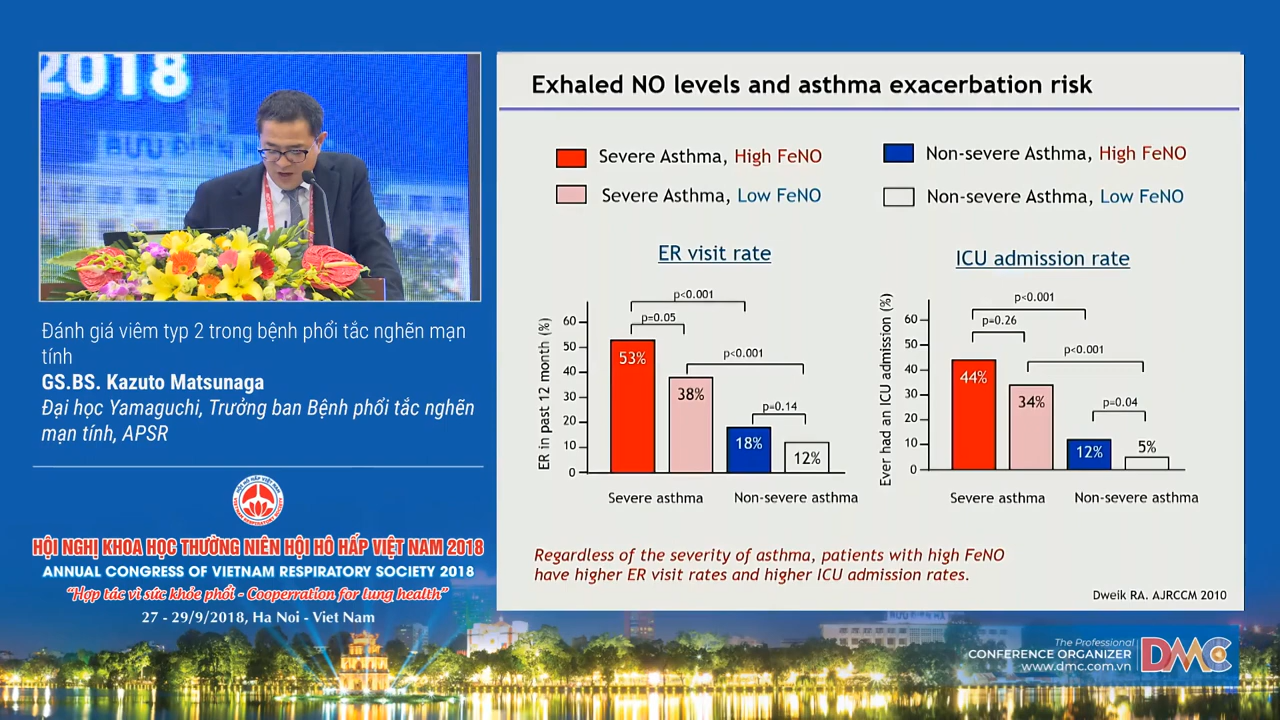 2018
Đánh giá viêm typ 2 trong bệnh phổi tắc nghẽn mạn
tính
GS.BS. Kazuto Matsunaga
Đại học Yamaguchi, Trưởng ban Bệnh phổi tắc nghẽn
mạn tính, APSR
HỘI NGHỊ KHOA HỌC THƯỜNG NIÊN HỘI HÔ HẤP VIỆT NAM 2018
ANNUAL CONGRESS OF VIETNAM RESPIRATORY SOCIETY 2018
“Hợp tác vì sức khỏe phổi - Cooperration for lung health”
27 - 29/9/2018, Ha Noi - Viet Nam
Exhaled NO levels and asthma exacerbation risk
Severe Asthma, High FeNO
Severe Asthma, Low FeNO
Non-severe Asthma, High FeNO
Non-severe Asthma, Low FeNO
ER visit rate
ER in past 12 month (%)
60
50
40
30
20
10
0
p<0.001
p=0.05
p<0.001
p=0.14
53%
38%
18%
12%
Severe asthma
Non-severe asthma
ICU admission rate
Ever had an ICU admission (%)
60
50
40
30
20
10
0
p<0.001
p=0.26
p<0.001
p=0.04
44%
34%
12%
5%
Severe asthma
Non-severe asthma
Regardless of the severity of asthma, patients with high FeNO
have higher ER visit rates and higher ICU admission rates.
Dweik RA. AJRCCM 2010
The Professional
CONFERENCE ORGANIZER
www.dmc.com.vn
DMC